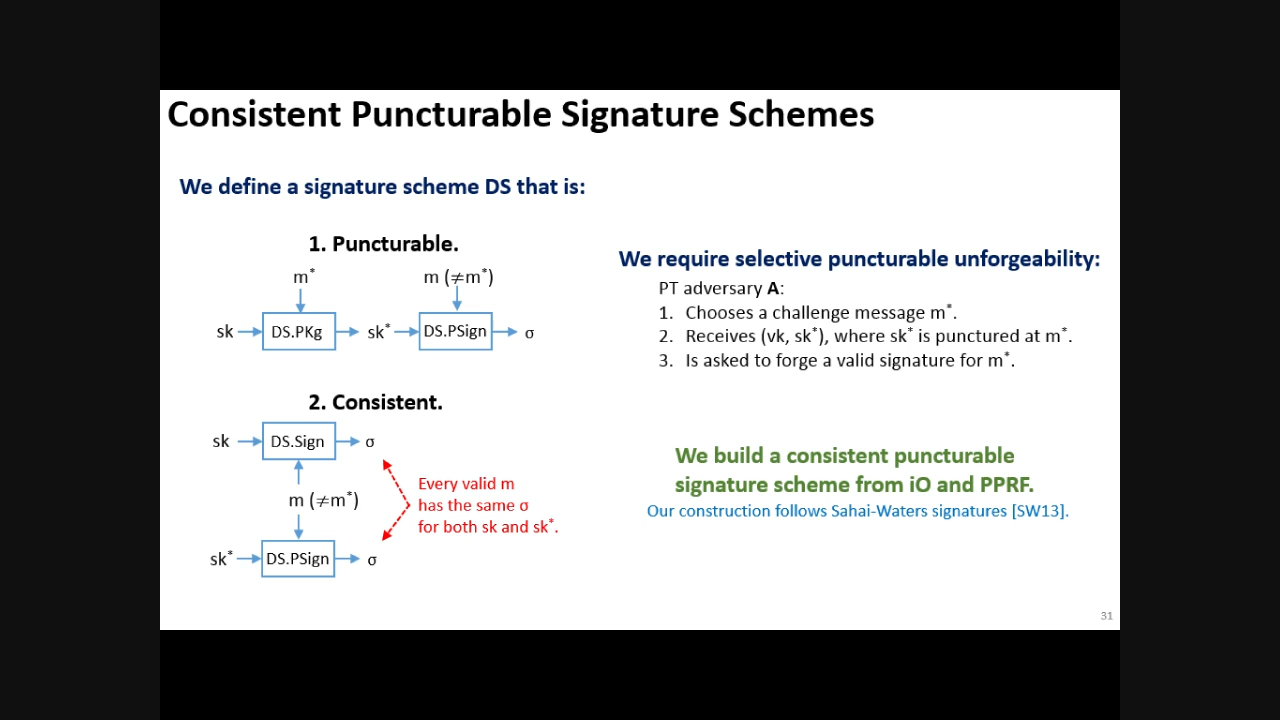 Consistent Puncturable Signature Schemes
We define a signature scheme DS that is:
1. Puncturable.
m* m (≠m*)
sk DS.PKg sk* DS.PSign σ
2. Consistent.
sk DS.Sign σ
m (≠m*)
sk* DS.PSign σ
Every valid m
has the same σ
for both sk and sk*.
We require selective puncturable unforgeability:
PT adversary A:
1. Chooses a challenge message m*.
2. Receives (vk, sk*), where sk* is punctured at m*.
3. Is asked to forge a valid signature for m*.
We build a consistent puncturable
signature scheme from iO and PPRF.
Our construction follows Sahai-Waters signatures [SW13].
31